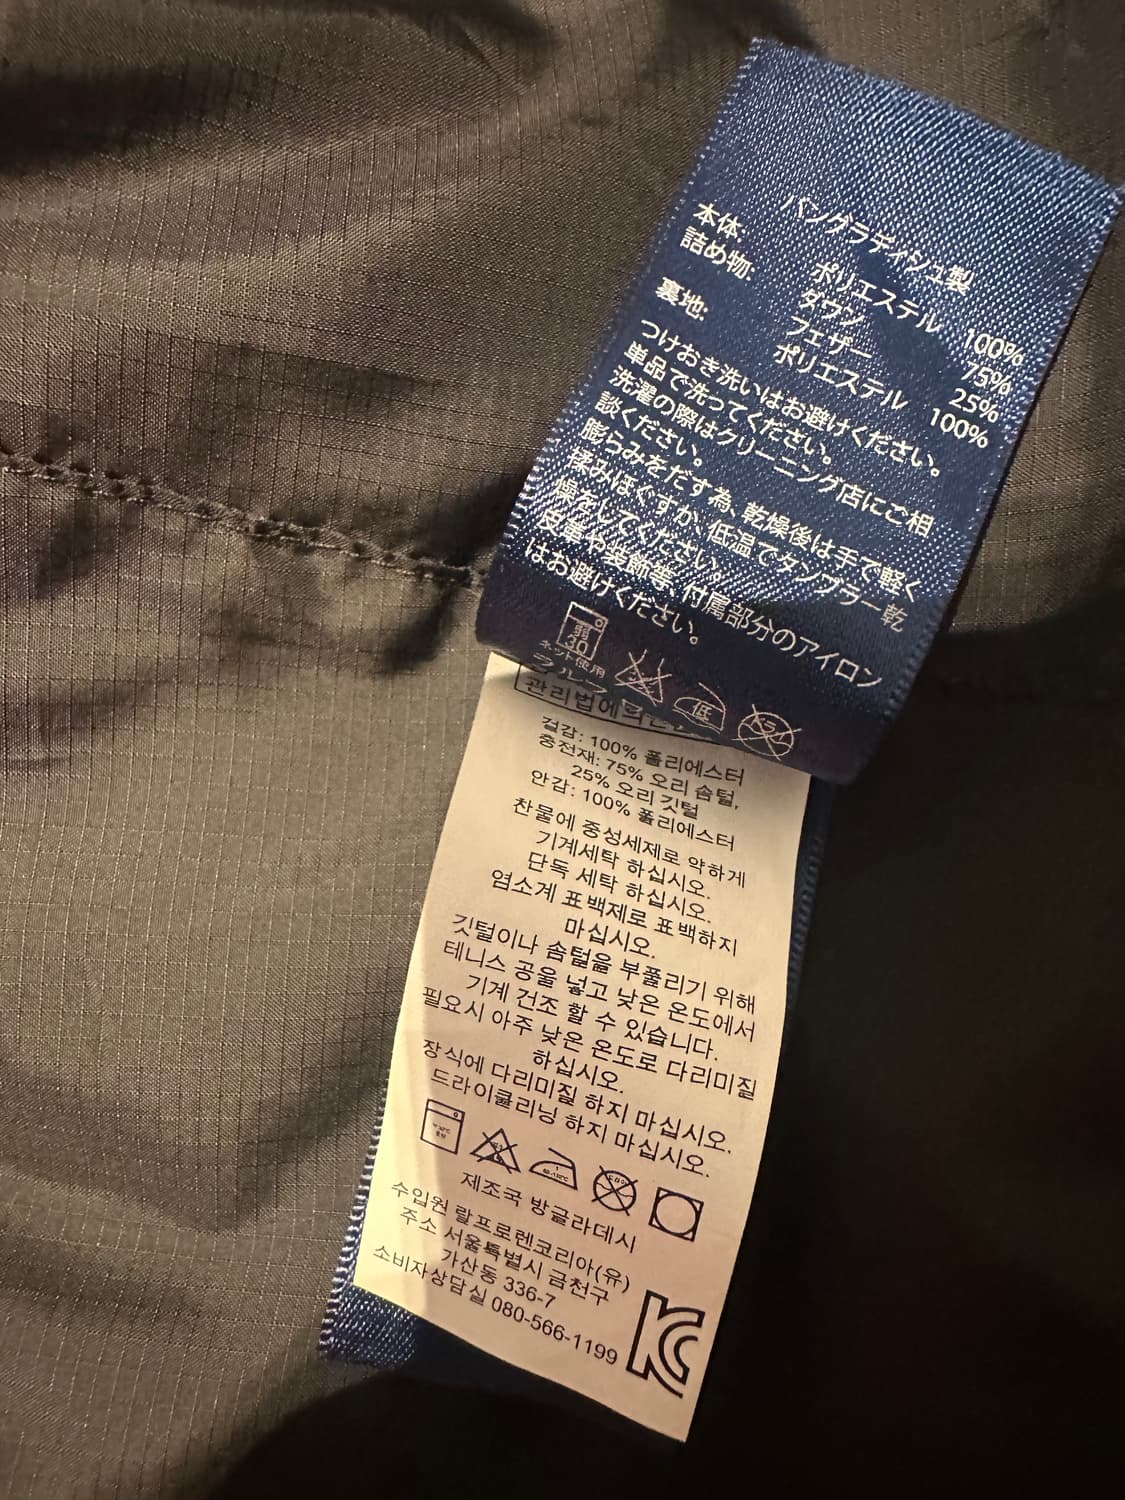 バングラディシュ製
本体: ポリエステル 100%
詰め物: ダウン 75%
フェザー 25%
裏地: ポリエステル 100%
つけおき洗いはお避けください。
単品で洗ってください。
洗濯の際はクリーニング店にご相
談ください。
膨らみをだす為、乾燥後は手で軽く
揉みほぐすか、低温でタンブラー乾
燥をしてください。
皮革や装飾等、付属部分のアイロン
はお避けください。
弱
30
ネット使用
低
ドライ
관리법에
겉감: 100% 폴리에스터
충전재: 75% 오리 솜털,
25% 오리 깃털
안감: 100% 폴리에스터
찬물에 중성세제로 약하게
기계세탁 하십시오.
단독 세탁 하십시오.
염소계 표백제로 표백하지
마십시오.
깃털이나 솜털을 부풀리기 위해
테니스 공울 넣고 낮은 온도에서
기계 건조 할 수 있습니다.
필요시 아주 낮은 온도로 다리미질
하십시오.
장식에 다리미질 하지 마십시오.
드라이클리닝 하지 마십시오.
제조국 방글라데시
수입원 랄프로렌코리아(유)
주소 서울특별시 금천구
가산동 336-7
소비자상담실 080-566-1199
KC